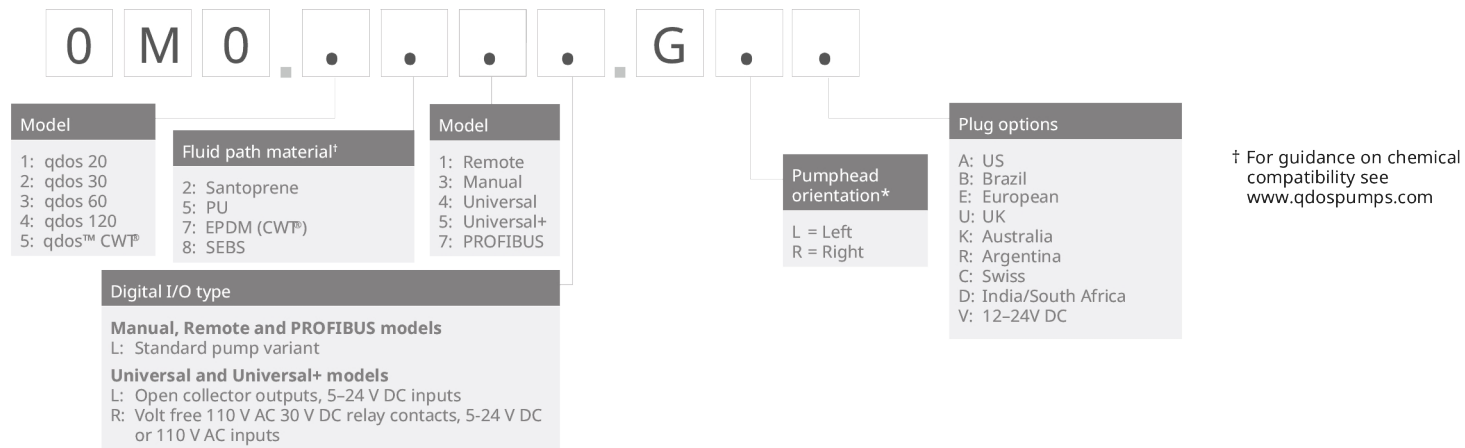 0 M 0 . . . . . . G . .
Model
1: qdos 20
2: qdos 30
3: qdos 60
4: qdos 120
5: qdos™ CWT®
Fluid path material†
2: Santoprene
5: PU
7: EPDM (CWT®)
8: SEBS
Model
1: Remote
3: Manual
4: Universal
5: Universal+
7: PROFIBUS
Digital I/O type
Manual, Remote and PROFIBUS models
L: Standard pump variant
Universal and Universal+ models
L: Open collector outputs, 5–24 V DC inputs
R: Volt free 110 V AC 30 V DC relay contacts, 5-24 V DC
or 110 V AC inputs
Pumphead
orientation*
L = Left
R = Right
Plug options
A: US
B: Brazil
E: European
U: UK
K: Australia
R: Argentina
C: Swiss
D: India/South Africa
V: 12–24V DC
† For guidance on chemical
compatibility see
www.qdospumps.com